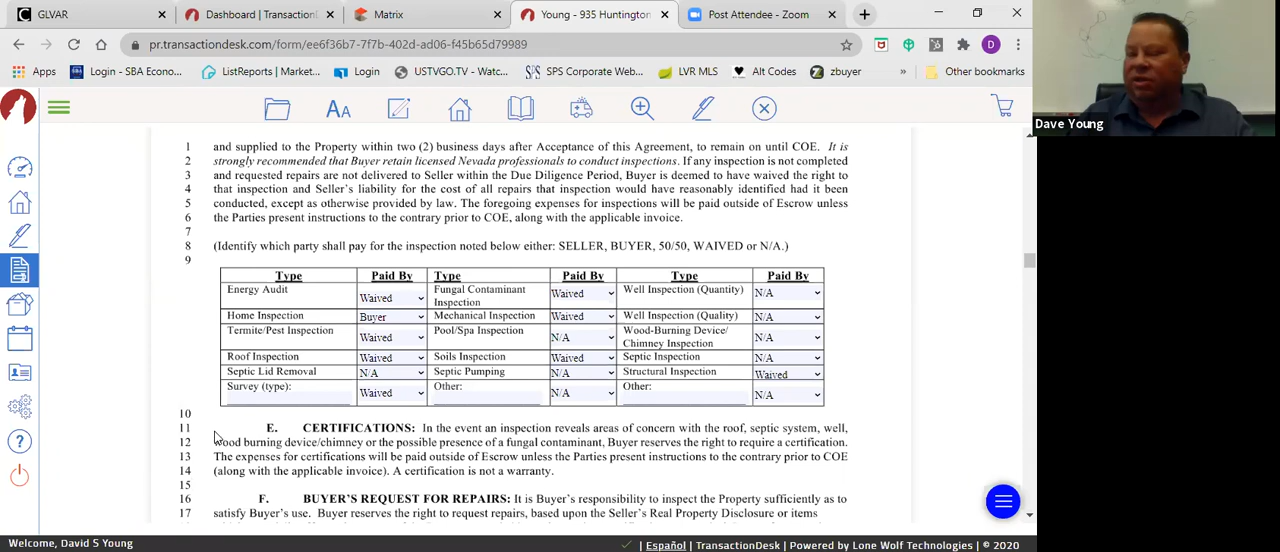 GLVAR
Dashboard | TransactionDesk
Matrix
Young - 935 Huntington
Post Attendee - Zoom
pr.transactiondesk.com/form/ee6f36b7-7f7b-402d-ad06-f45b65d79989
Apps
Login - SBA Econo...
ListReports | Market...
Login
USTVGO.TV - Watc...
SPS Corporate Web...
LVR MLS
Alt Codes
zbuyer
»
Other bookmarks
Dave Young
1 and supplied to the Property within two (2) business days after Acceptance of this Agreement, to remain on until COE. It is
2 strongly recommended that Buyer retain licensed Nevada professionals to conduct inspections. If any inspection is not completed
3 and requested repairs are not delivered to Seller within the Due Diligence Period, Buyer is deemed to have waived the right to
4 that inspection and Seller's liability for the cost of all repairs that inspection would have reasonably identified had it been
5 conducted, except as otherwise provided by law. The foregoing expenses for inspections will be paid outside of Escrow unless
6 the Parties present instructions to the contrary prior to COE, along with the applicable invoice.
7
8 (Identify which party shall pay for the inspection noted below either: SELLER, BUYER, 50/50, WAIVED or N/A.)
9
Type Paid By Type Paid By Type Paid By
Energy Audit Waived Fungal Contaminant Inspection Waived Well Inspection (Quantity) N/A
Home Inspection Buyer Mechanical Inspection Waived Well Inspection (Quality) N/A
Termite/Pest Inspection Waived Pool/Spa Inspection N/A Wood-Burning Device/ Chimney Inspection N/A
Roof Inspection Waived Soils Inspection Waived Septic Inspection N/A
Septic Lid Removal N/A Septic Pumping N/A Structural Inspection Waived
Survey (type): Waived Other: N/A Other: N/A
10
11 E. CERTIFICATIONS: In the event an inspection reveals areas of concern with the roof, septic system, well,
12 wood burning device/chimney or the possible presence of a fungal contaminant, Buyer reserves the right to require a certification.
13 The expenses for certifications will be paid outside of Escrow unless the Parties present instructions to the contrary prior to COE
14 (along with the applicable invoice). A certification is not a warranty.
15
16 F. BUYER'S REQUEST FOR REPAIRS: It is Buyer's responsibility to inspect the Property sufficiently as to
17 satisfy Buyer's use. Buyer reserves the right to request repairs, based upon the Seller's Real Property Disclosure or items
Welcome, David S Young
Español | TransactionDesk | Powered by Lone Wolf Technologies | © 2020